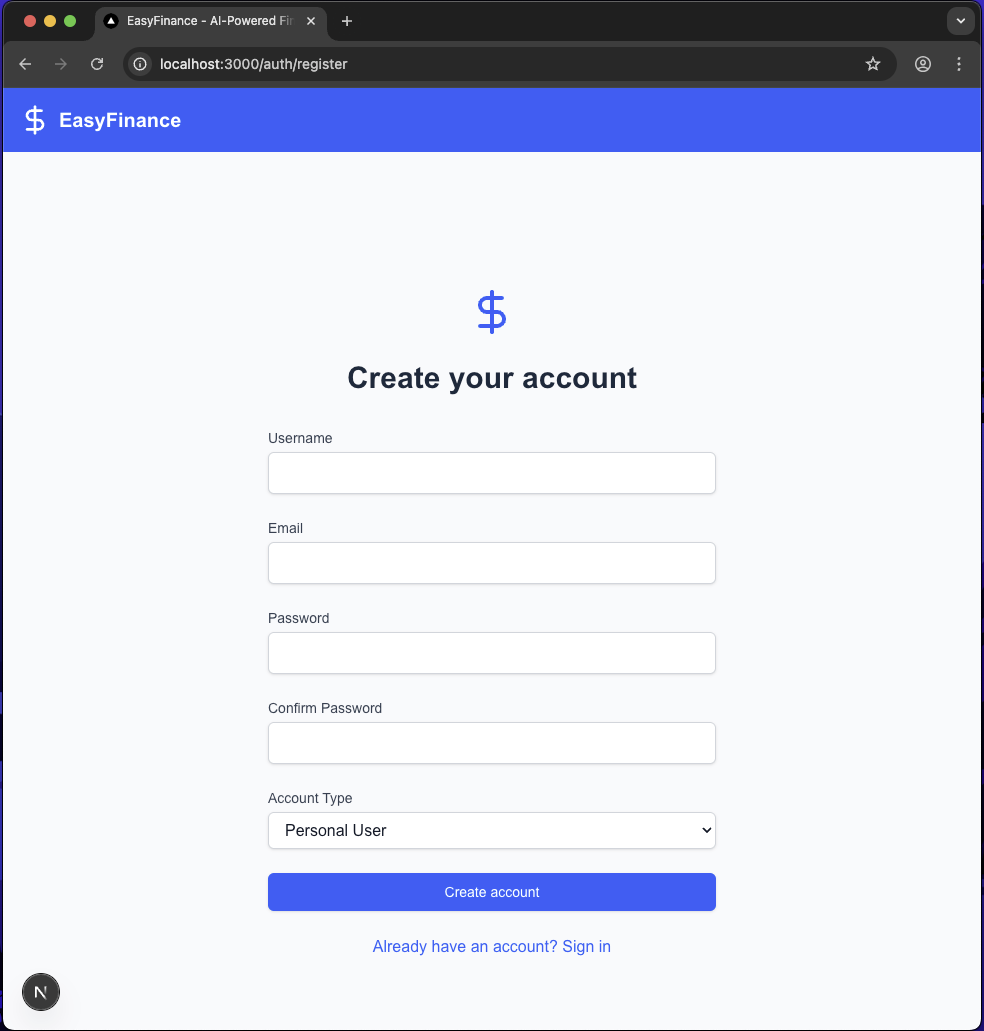 EasyFinance - AI-Powered Fi
localhost:3000/auth/register
EasyFinance
Create your account
Username
Email
Password
Confirm Password
Account Type
Personal User
Create account
Already have an account? Sign in
N